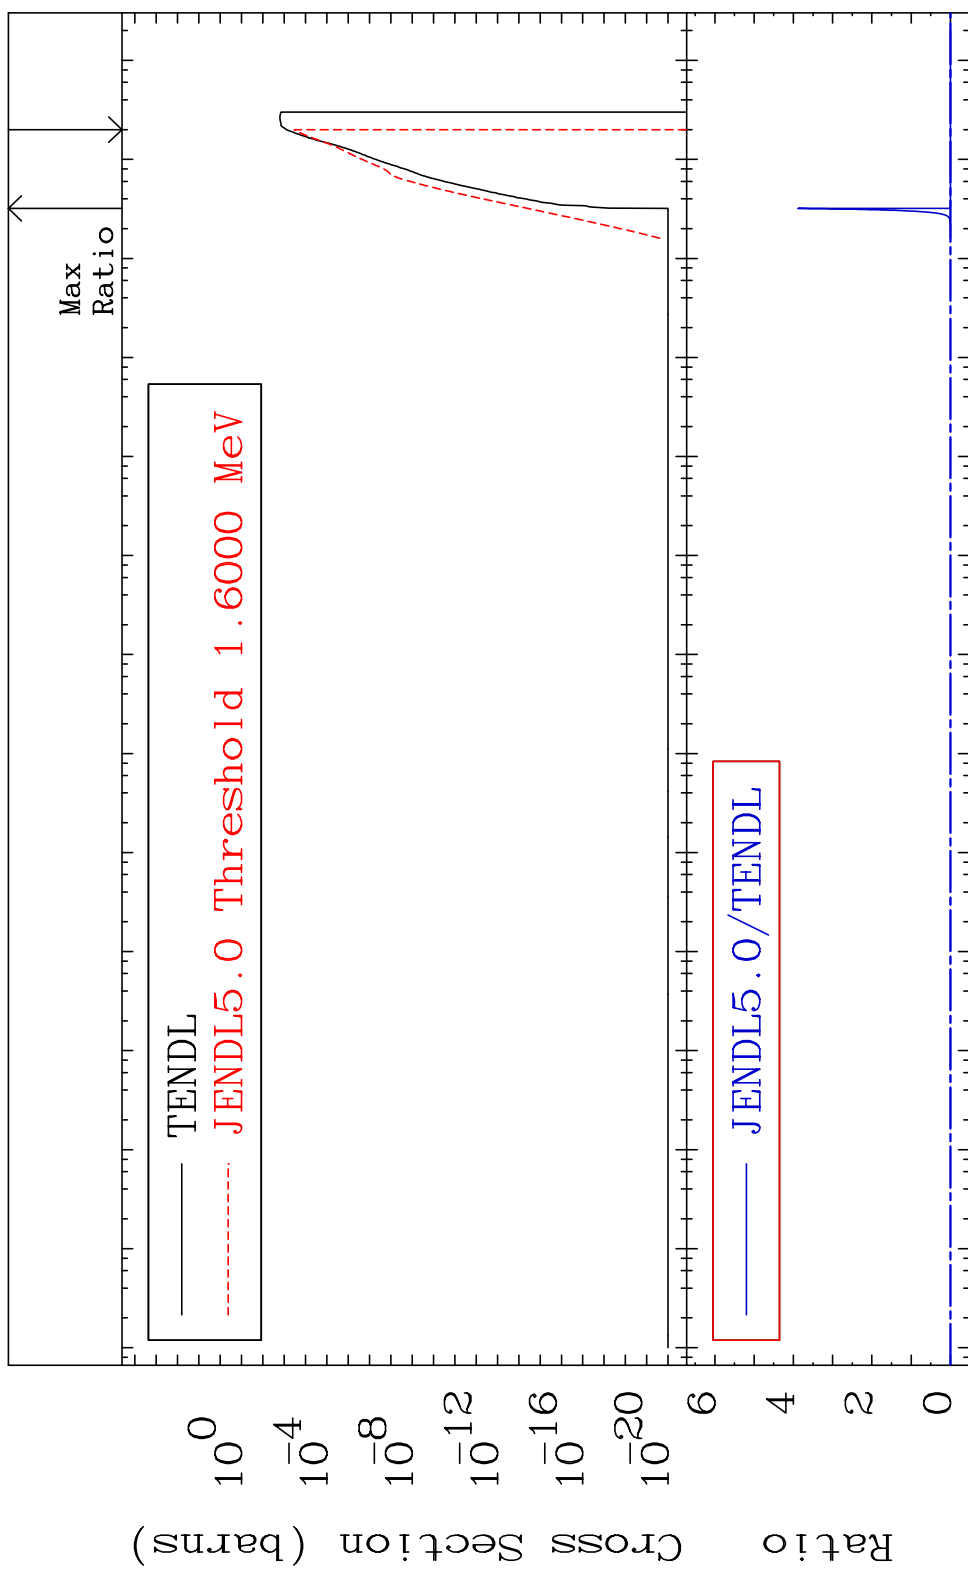 Max
Ratio
TENDL
JENDL5.0 Threshold 1.6000 MeV
JENDL5.0/TENDL
10^0
10^-4
10^-8
10^-12
10^-16
10^-20
6
4
2
0
Cross Section (barns)
Ratio